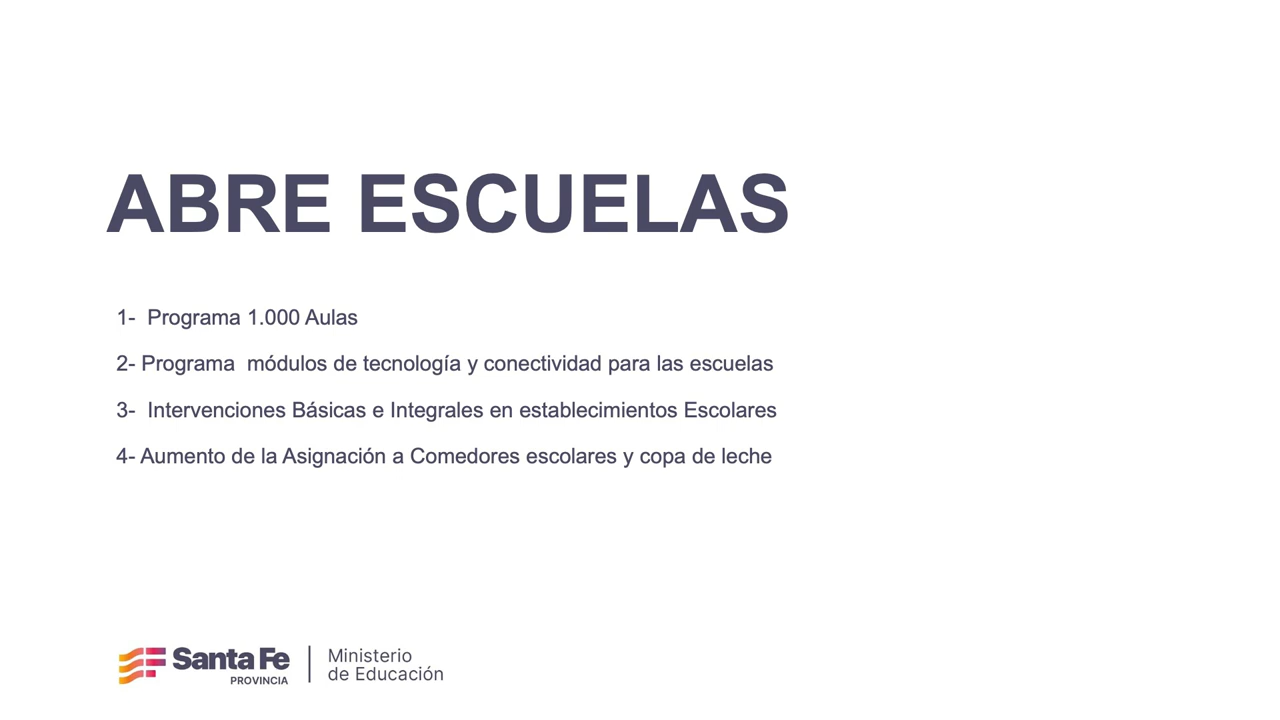 ABRE ESCUELAS
1-  Programa 1.000 Aulas
2- Programa  módulos de tecnología y conectividad para las escuelas
3-  Intervenciones Básicas e Integrales en establecimientos Escolares
4- Aumento de la Asignación a Comedores escolares y copa de leche
Santa Fe
PROVINCIA
Ministerio
de Educación